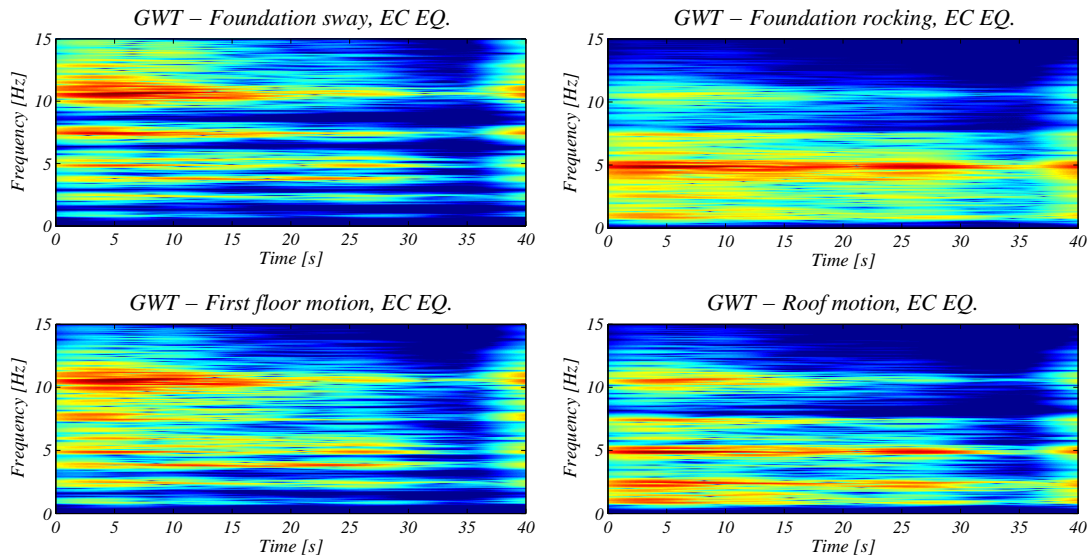 GWT – Foundation sway, EC EQ.
15
10
5
0
Frequency [Hz]
0 5 10 15 20 25 30 35 40
Time [s]
GWT – Foundation rocking, EC EQ.
15
10
5
0
Frequency [Hz]
0 5 10 15 20 25 30 35 40
Time [s]
GWT – First floor motion, EC EQ.
15
10
5
0
Frequency [Hz]
0 5 10 15 20 25 30 35 40
Time [s]
GWT – Roof motion, EC EQ.
15
10
5
0
Frequency [Hz]
0 5 10 15 20 25 30 35 40
Time [s]